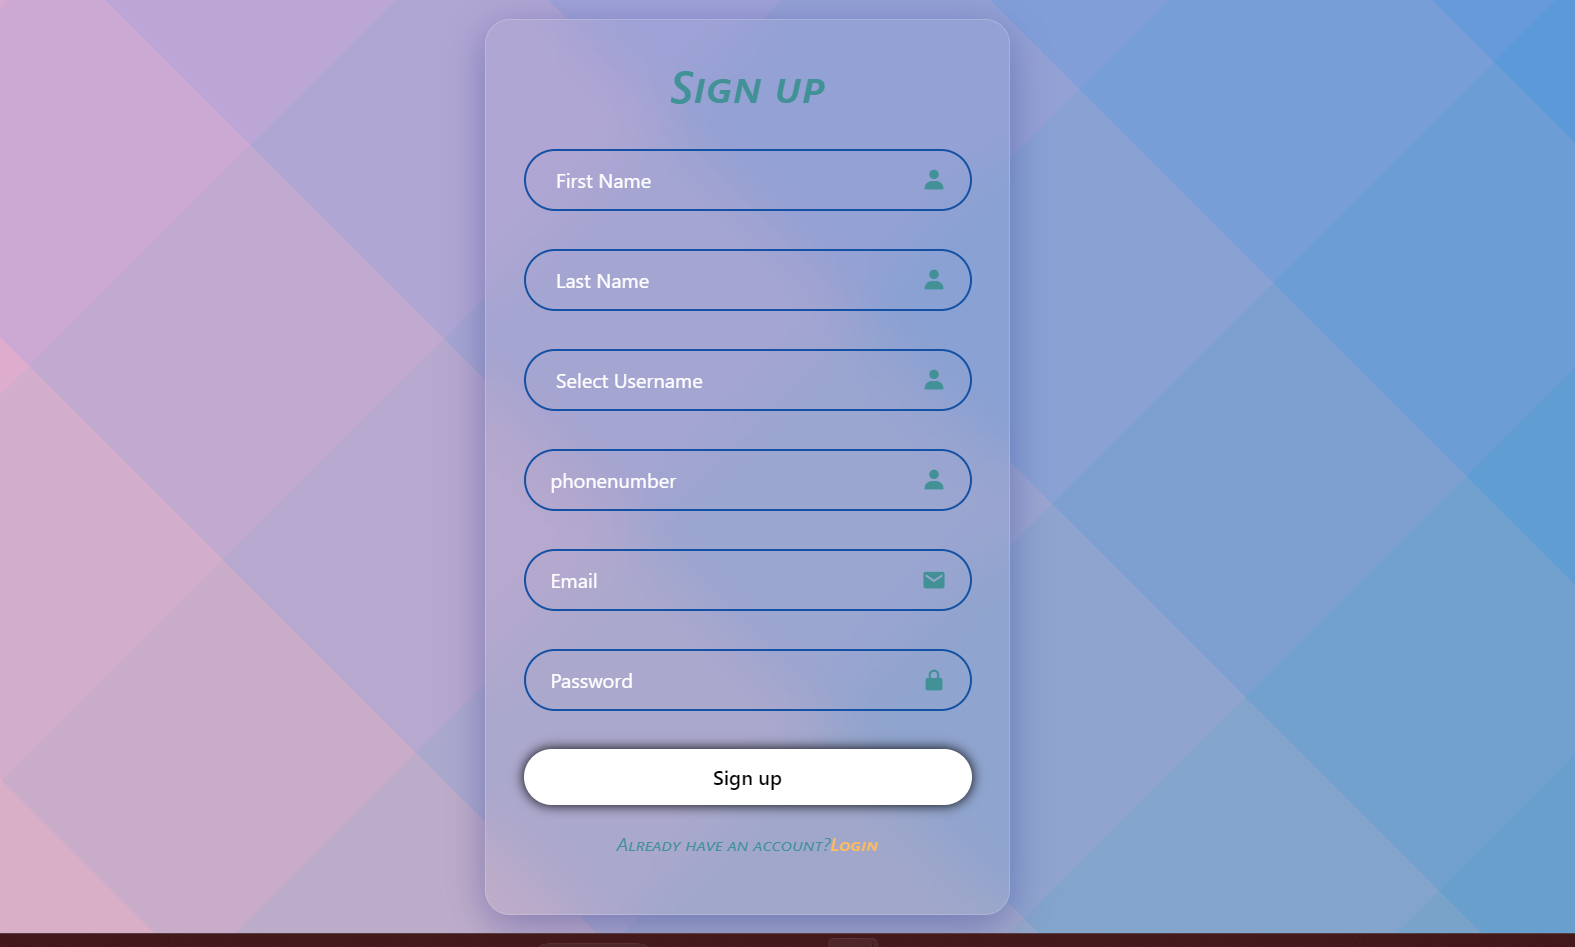 Sign up
First Name
Last Name
Select Username
phonenumber
Email
Password
Sign up
Already have an account?Login